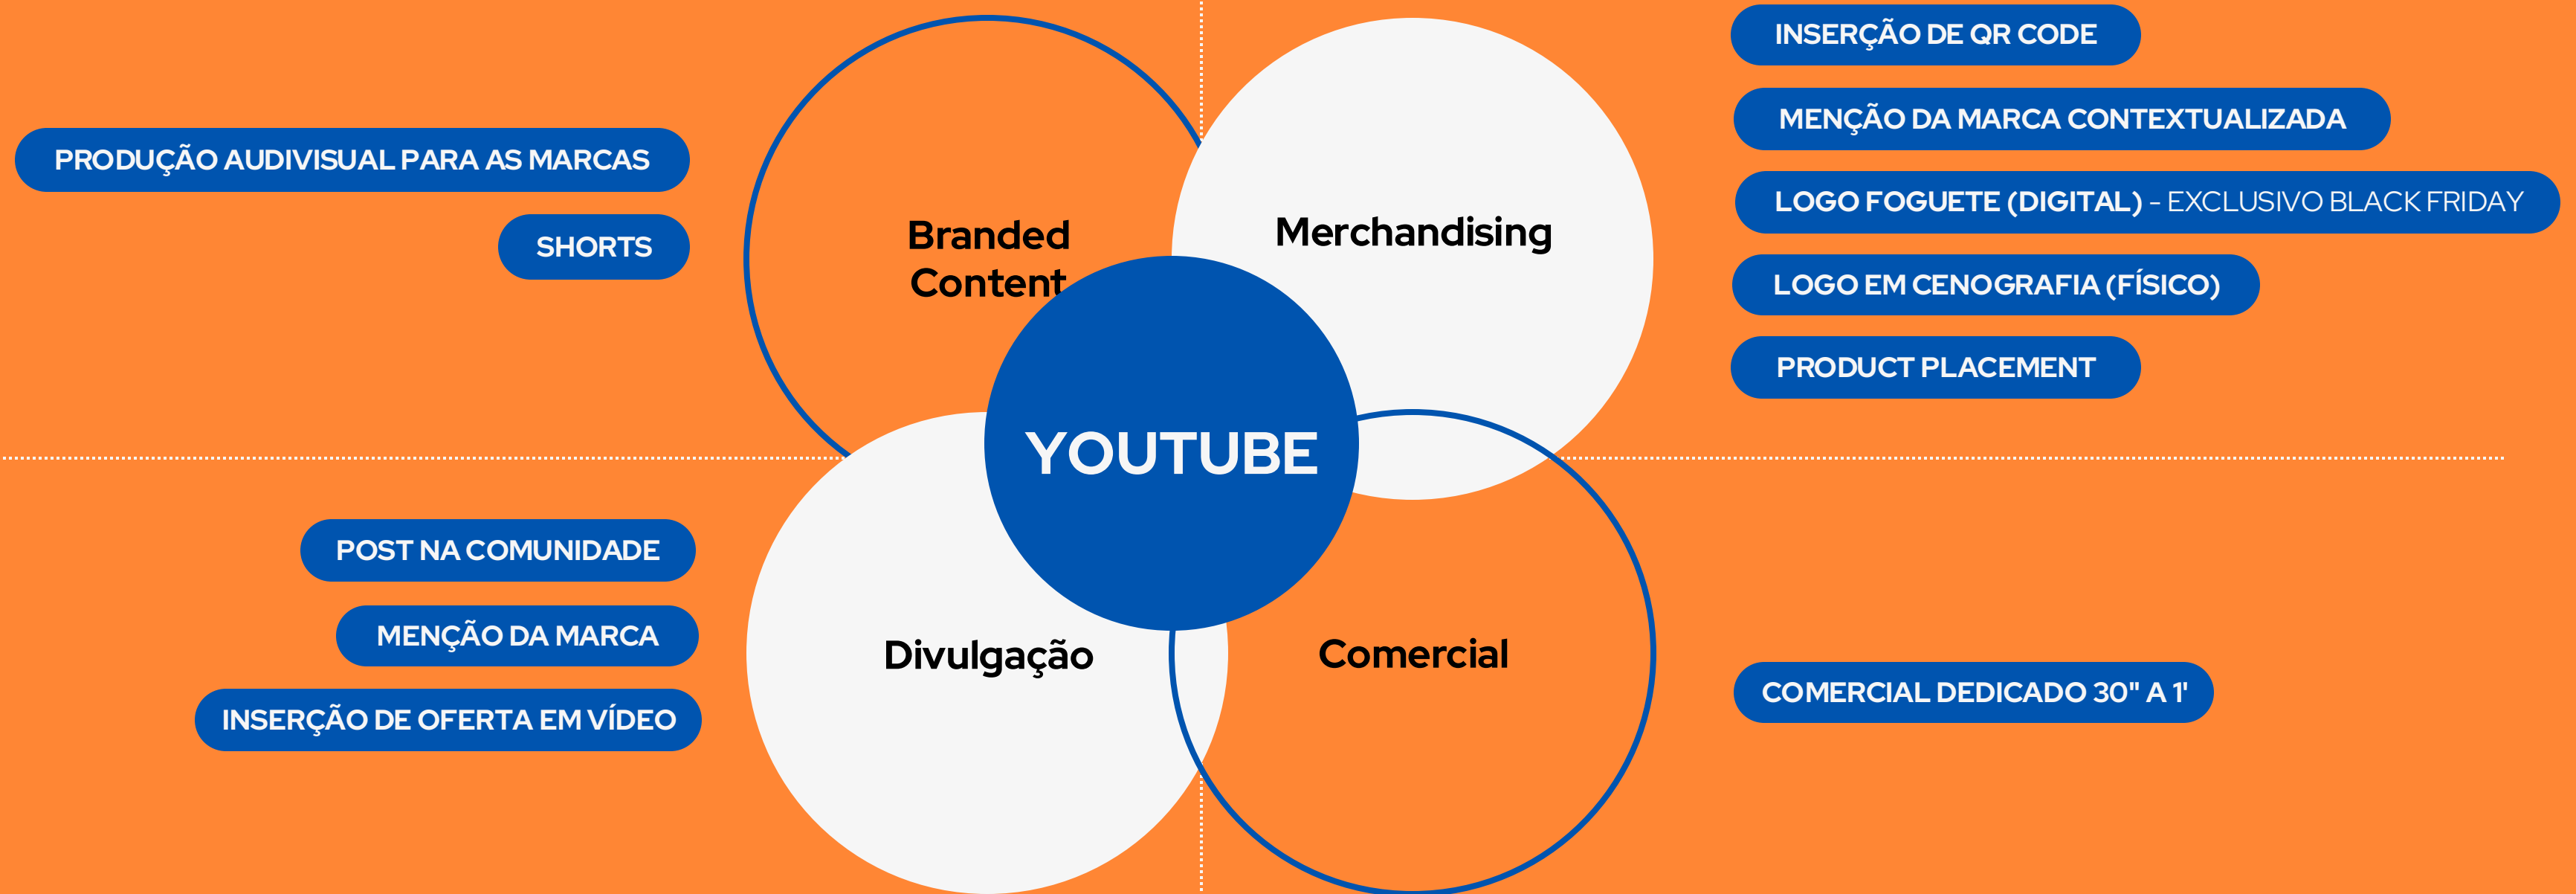 PRODUÇÃO AUDIVISUAL PARA AS MARCAS
SHORTS
Branded
Content
Merchandising
INSERÇÃO DE QR CODE
MENÇÃO DA MARCA CONTEXTUALIZADA
LOGO FOGUETE (DIGITAL) - EXCLUSIVO BLACK FRIDAY
LOGO EM CENOGRAFIA (FÍSICO)
PRODUCT PLACEMENT
YOUTUBE
POST NA COMUNIDADE
MENÇÃO DA MARCA
INSERÇÃO DE OFERTA EM VÍDEO
Divulgação
Comercial
COMERCIAL DEDICADO 30" A 1'